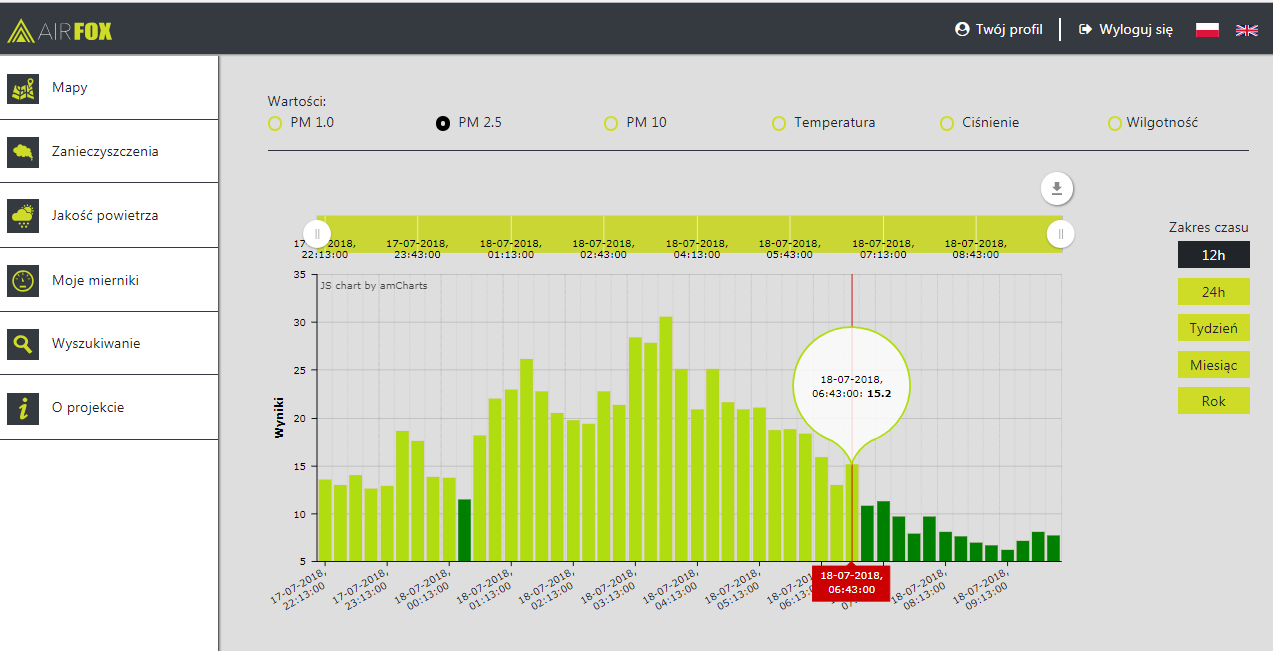 AIRFOX
Twój profil
Wyloguj się
Mapy
Zanieczyszczenia
Jakość powietrza
Moje mierniki
Wyszukiwanie
O projekcie
Wartości:
PM 1.0 PM 2.5 PM 10 Temperatura Ciśnienie Wilgotność
17-07-2018, 17-07-2018, 18-07-2018, 18-07-2018, 18-07-2018, 18-07-2018, 18-07-2018, 18-07-2018,
22:13:00 23:43:00 01:13:00 02:43:00 04:13:00 05:43:00 07:13:00 08:43:00
JS chart by amCharts
35
30
25
20
15
10
5
Wyniki
18-07-2018,
06:43:00: 15.2
17-07-2018,
22:13:00
17-07-2018,
23:13:00
18-07-2018,
00:13:00
18-07-2018,
01:13:00
18-07-2018,
02:13:00
18-07-2018,
03:13:00
18-07-2018,
04:13:00
18-07-2018,
05:13:00
18-07-2018,
06:13:00
18-07-2018,
06:43:00
18-07-2018,
08:13:00
18-07-2018,
09:13:00
Zakres czasu
12h
24h
Tydzień
Miesiąc
Rok